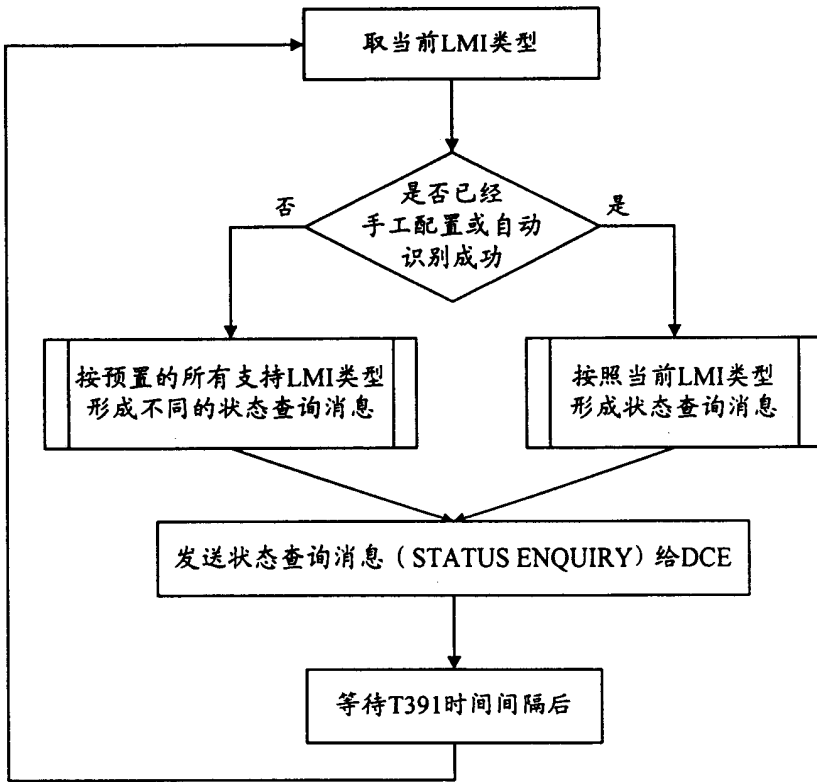 取当前LMI类型
是否已经
手工配置或自动
识别成功
否
是
按预置的所有支持LMI类型
形成不同的状态查询消息
按照当前LMI类型
形成状态查询消息
发送状态查询消息（STATUS ENQUIRY）给DCE
等待T391时间间隔后